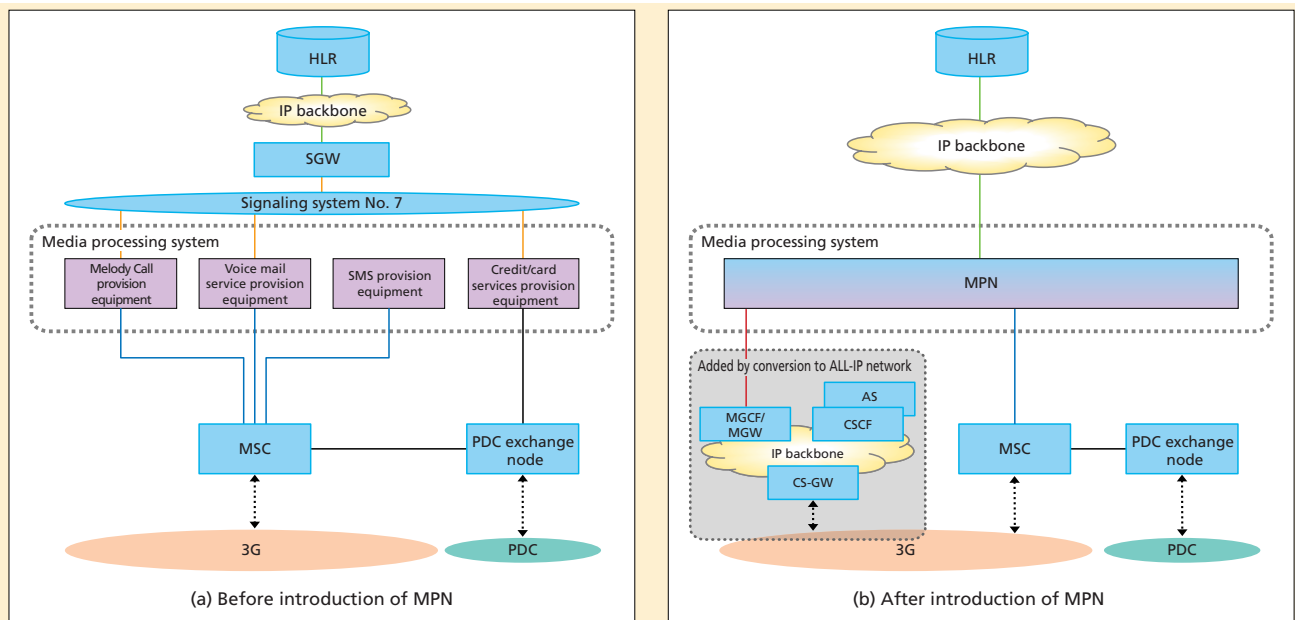 HLR
IP backbone
SGW
Signaling system No. 7
Media processing system
Melody Call
provision
equipment
Voice mail
service provision
equipment
SMS provision
equipment
Credit/card
services provision
equipment
MSC
PDC exchange
node
3G
PDC
(a) Before introduction of MPN
HLR
IP backbone
Media processing system
MPN
Added by conversion to ALL-IP network
AS
MGCF/
MGW
CSCF
IP backbone
CS-GW
MSC
PDC exchange
node
3G
PDC
(b) After introduction of MPN